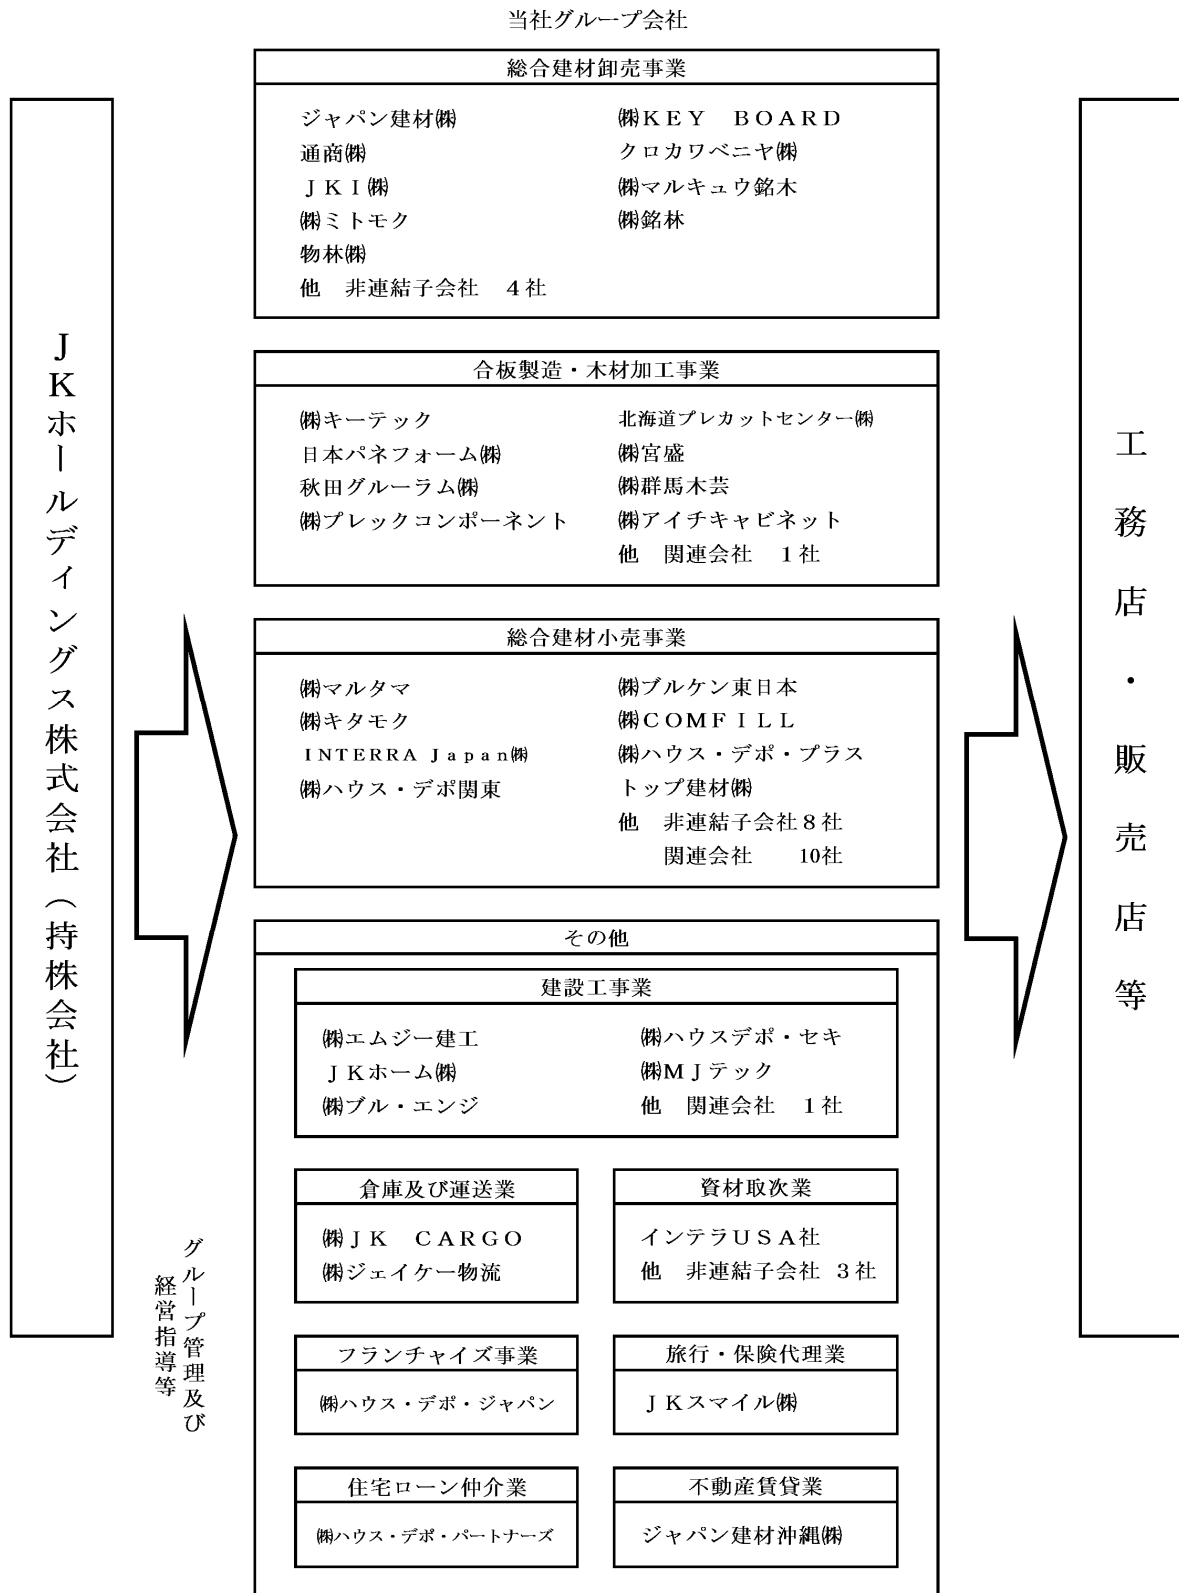 当社グループ会社
JKホールディングス株式会社(持株会社)
総合建材卸売事業
ジャパン建材㈱
通商㈱
JKI㈱
㈱ミトモク
物林㈱
他 非連結子会社 4社
㈱KEY BOARD
クロカワベニヤ㈱
㈱マルキュウ銘木
㈱銘林
合板製造・木材加工事業
㈱キーテック
日本パネフォーム㈱
秋田グルーラム㈱
㈱プレックコンポーネント
北海道プレカットセンター㈱
㈱宮盛
㈱群馬木芸
㈱アイチキャビネット
他 関連会社 1社
総合建材小売事業
㈱マルタマ
㈱キタモク
INTERRA Japan㈱
㈱ハウス・デポ関東
㈱ブルケン東日本
㈱COMFILL
㈱ハウス・デポ・プラス
トップ建材㈱
他 非連結子会社8社
関連会社 10社
その他
建設工事業
㈱エムジー建工
JKホーム㈱
㈱ブル・エンジ
㈱ハウスデポ・セキ
㈱MJテック
他 関連会社 1社
倉庫及び運送業
㈱JK CARGO
㈱ジェイケー物流
資材取次業
インテラUSA社
他 非連結子会社 3社
フランチャイズ事業
㈱ハウス・デポ・ジャパン
旅行・保険代理業
JKスマイル㈱
住宅ローン仲介業
㈱ハウス・デポ・パートナーズ
不動産賃貸業
ジャパン建材沖縄㈱
グループ管理及び
経営指導等
工務店・販売店等